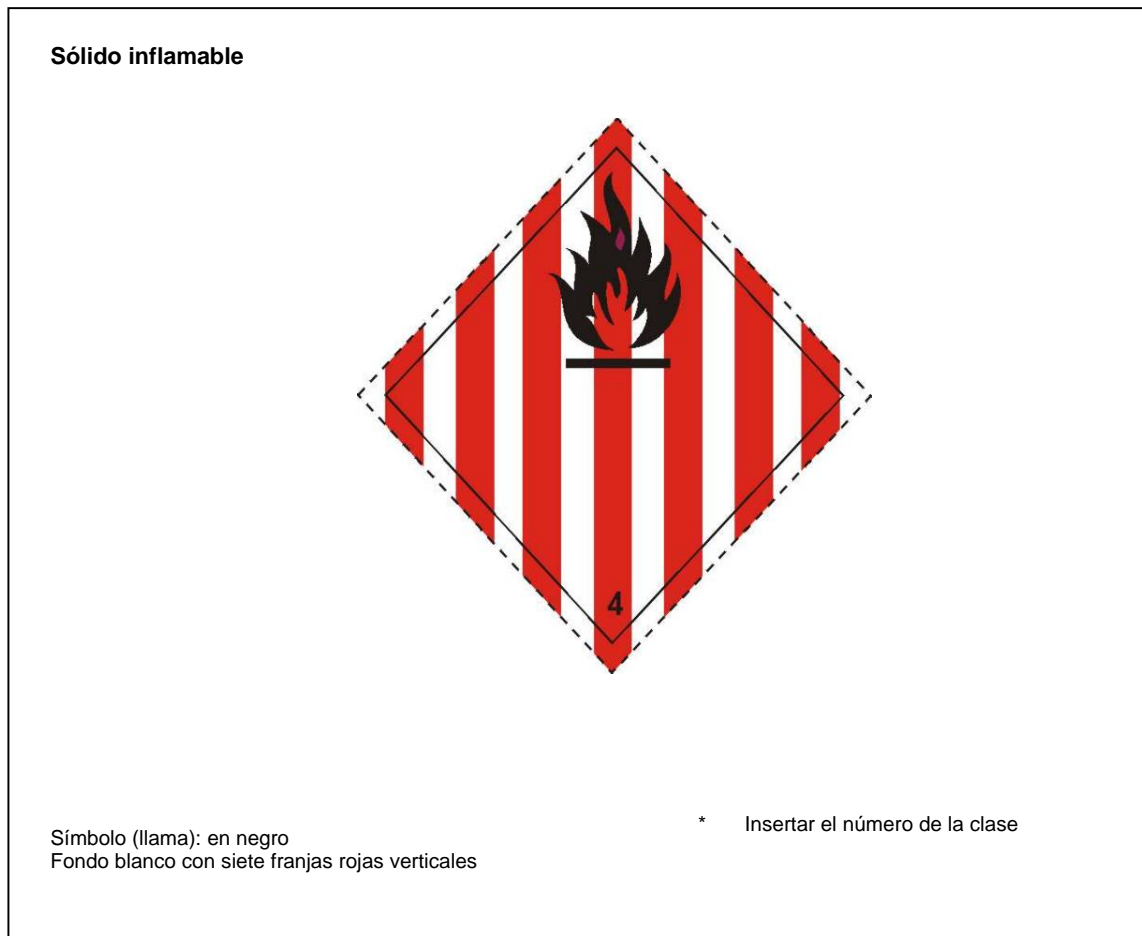 Sólido inflamable
4
Símbolo (llama): en negro
Fondo blanco con siete franjas rojas verticales
* Insertar el número de la clase